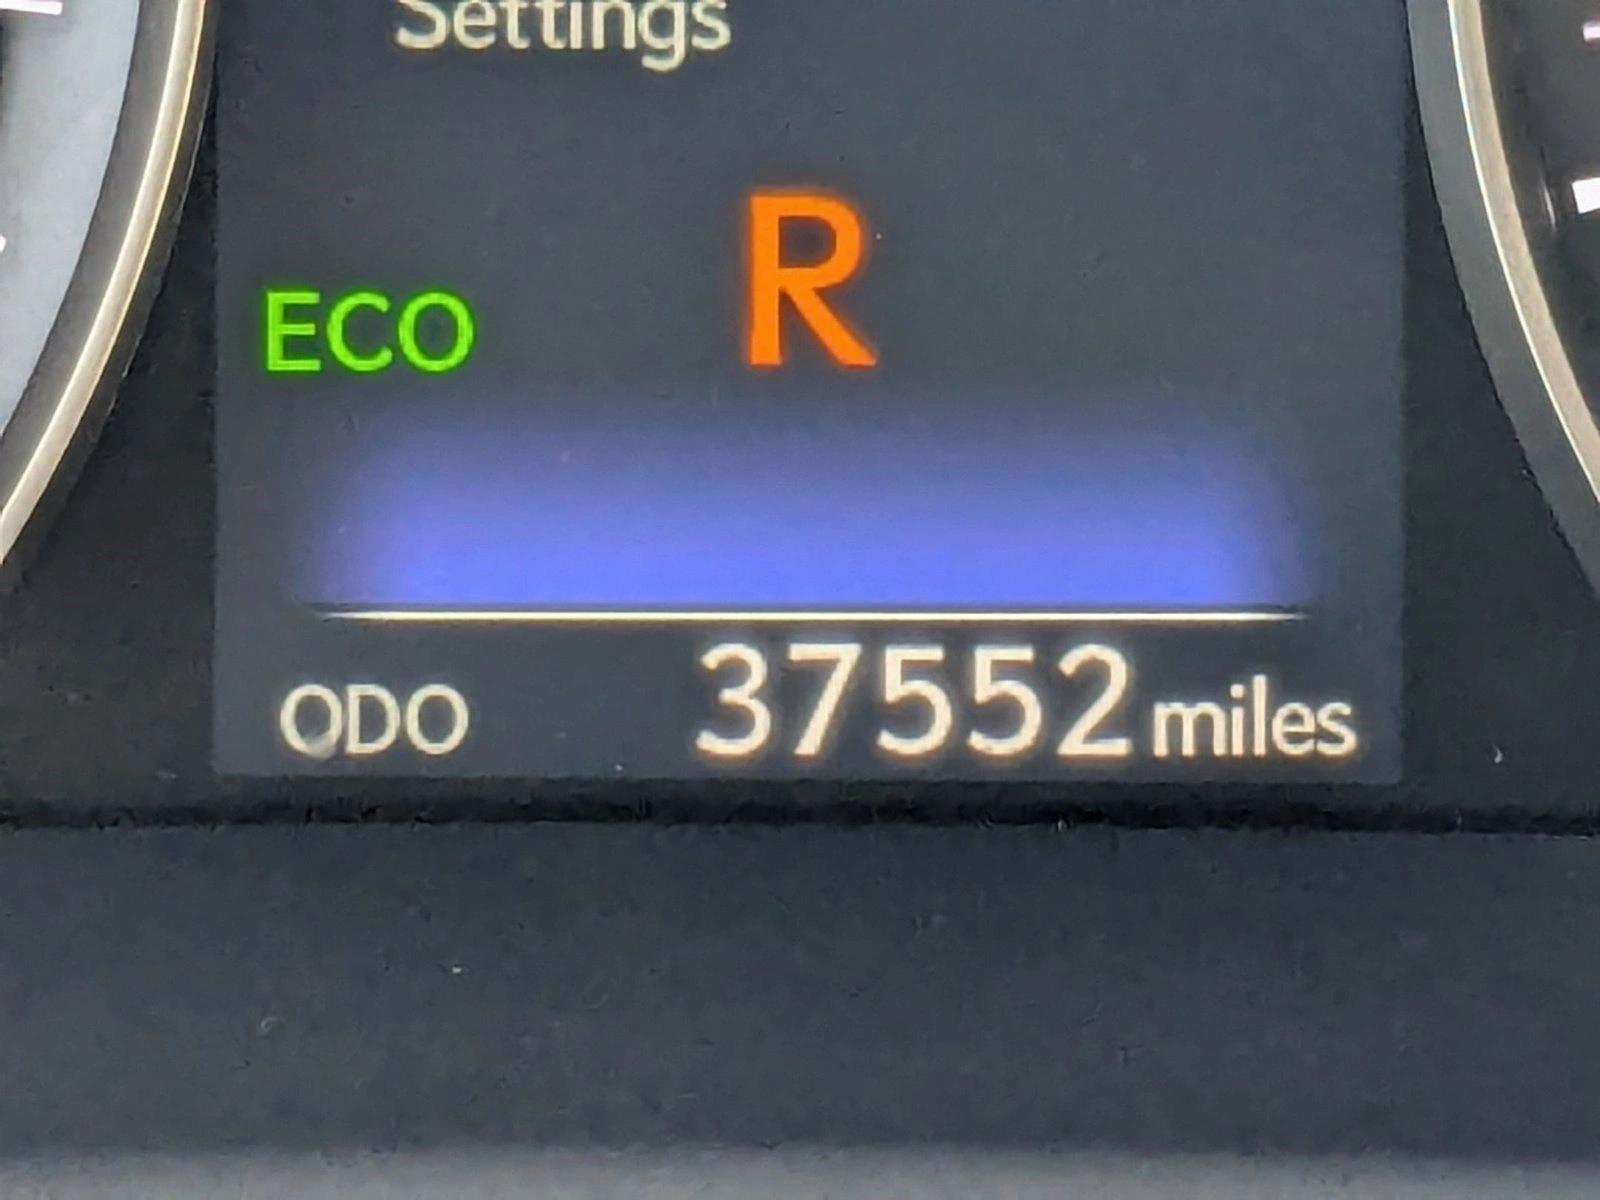 Settings
R
ECO
ODO 37552 miles